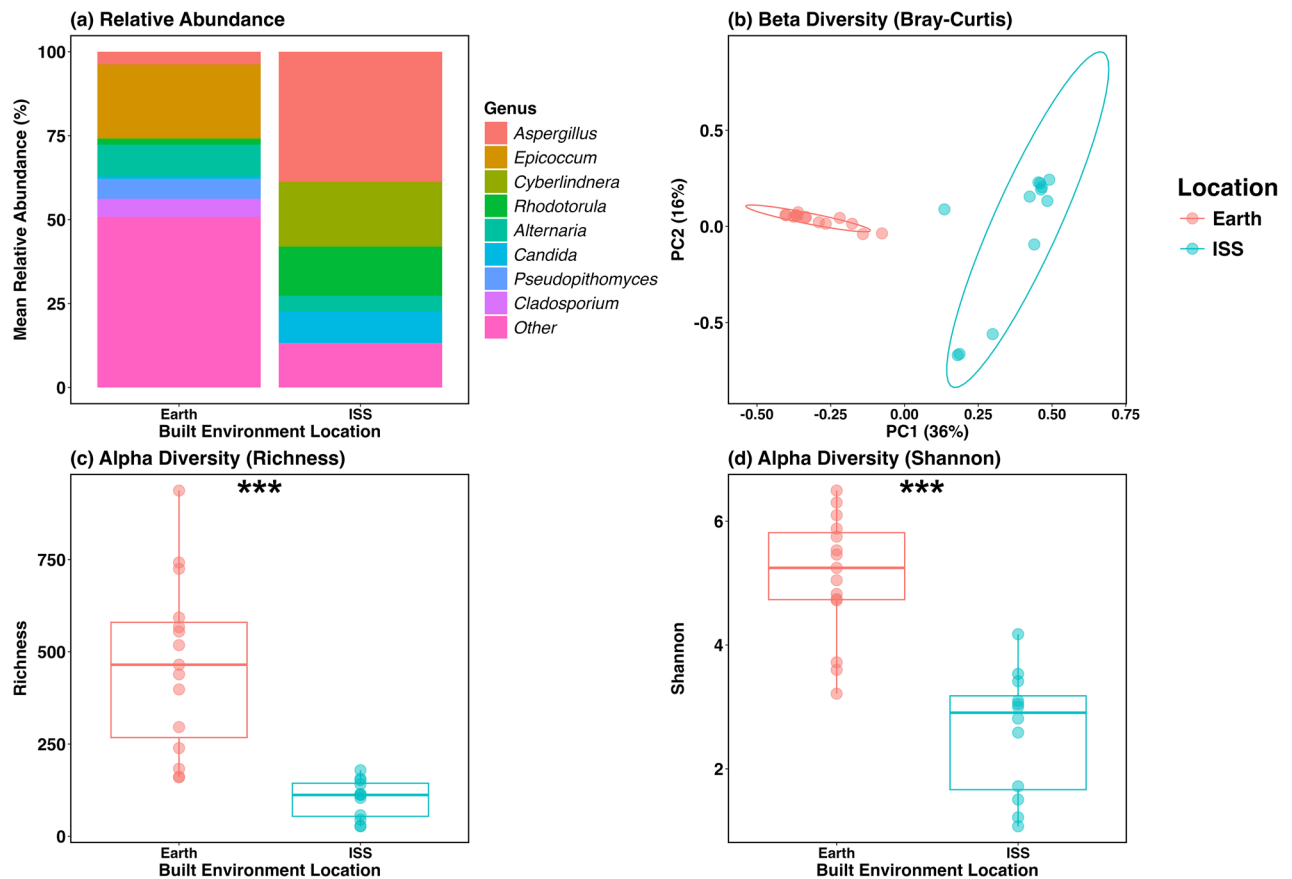 (a) Relative Abundance
Mean Relative Abundance (%)
100
75
50
25
0
Earth ISS
Built Environment Location
Genus
Aspergillus
Epicoccum
Cyberlindnera
Rhodotorula
Alternaria
Candida
Pseudopithomyces
Cladosporium
Other
(b) Beta Diversity (Bray-Curtis)
PC2 (16%)
0.5
0.0
-0.5
-0.50 -0.25 0.00 0.25 0.50 0.75
PC1 (36%)
Location
Earth
ISS
(c) Alpha Diversity (Richness)
***
Richness
750
500
250
0
Earth ISS
Built Environment Location
(d) Alpha Diversity (Shannon)
***
Shannon
6
4
2
Earth ISS
Built Environment Location